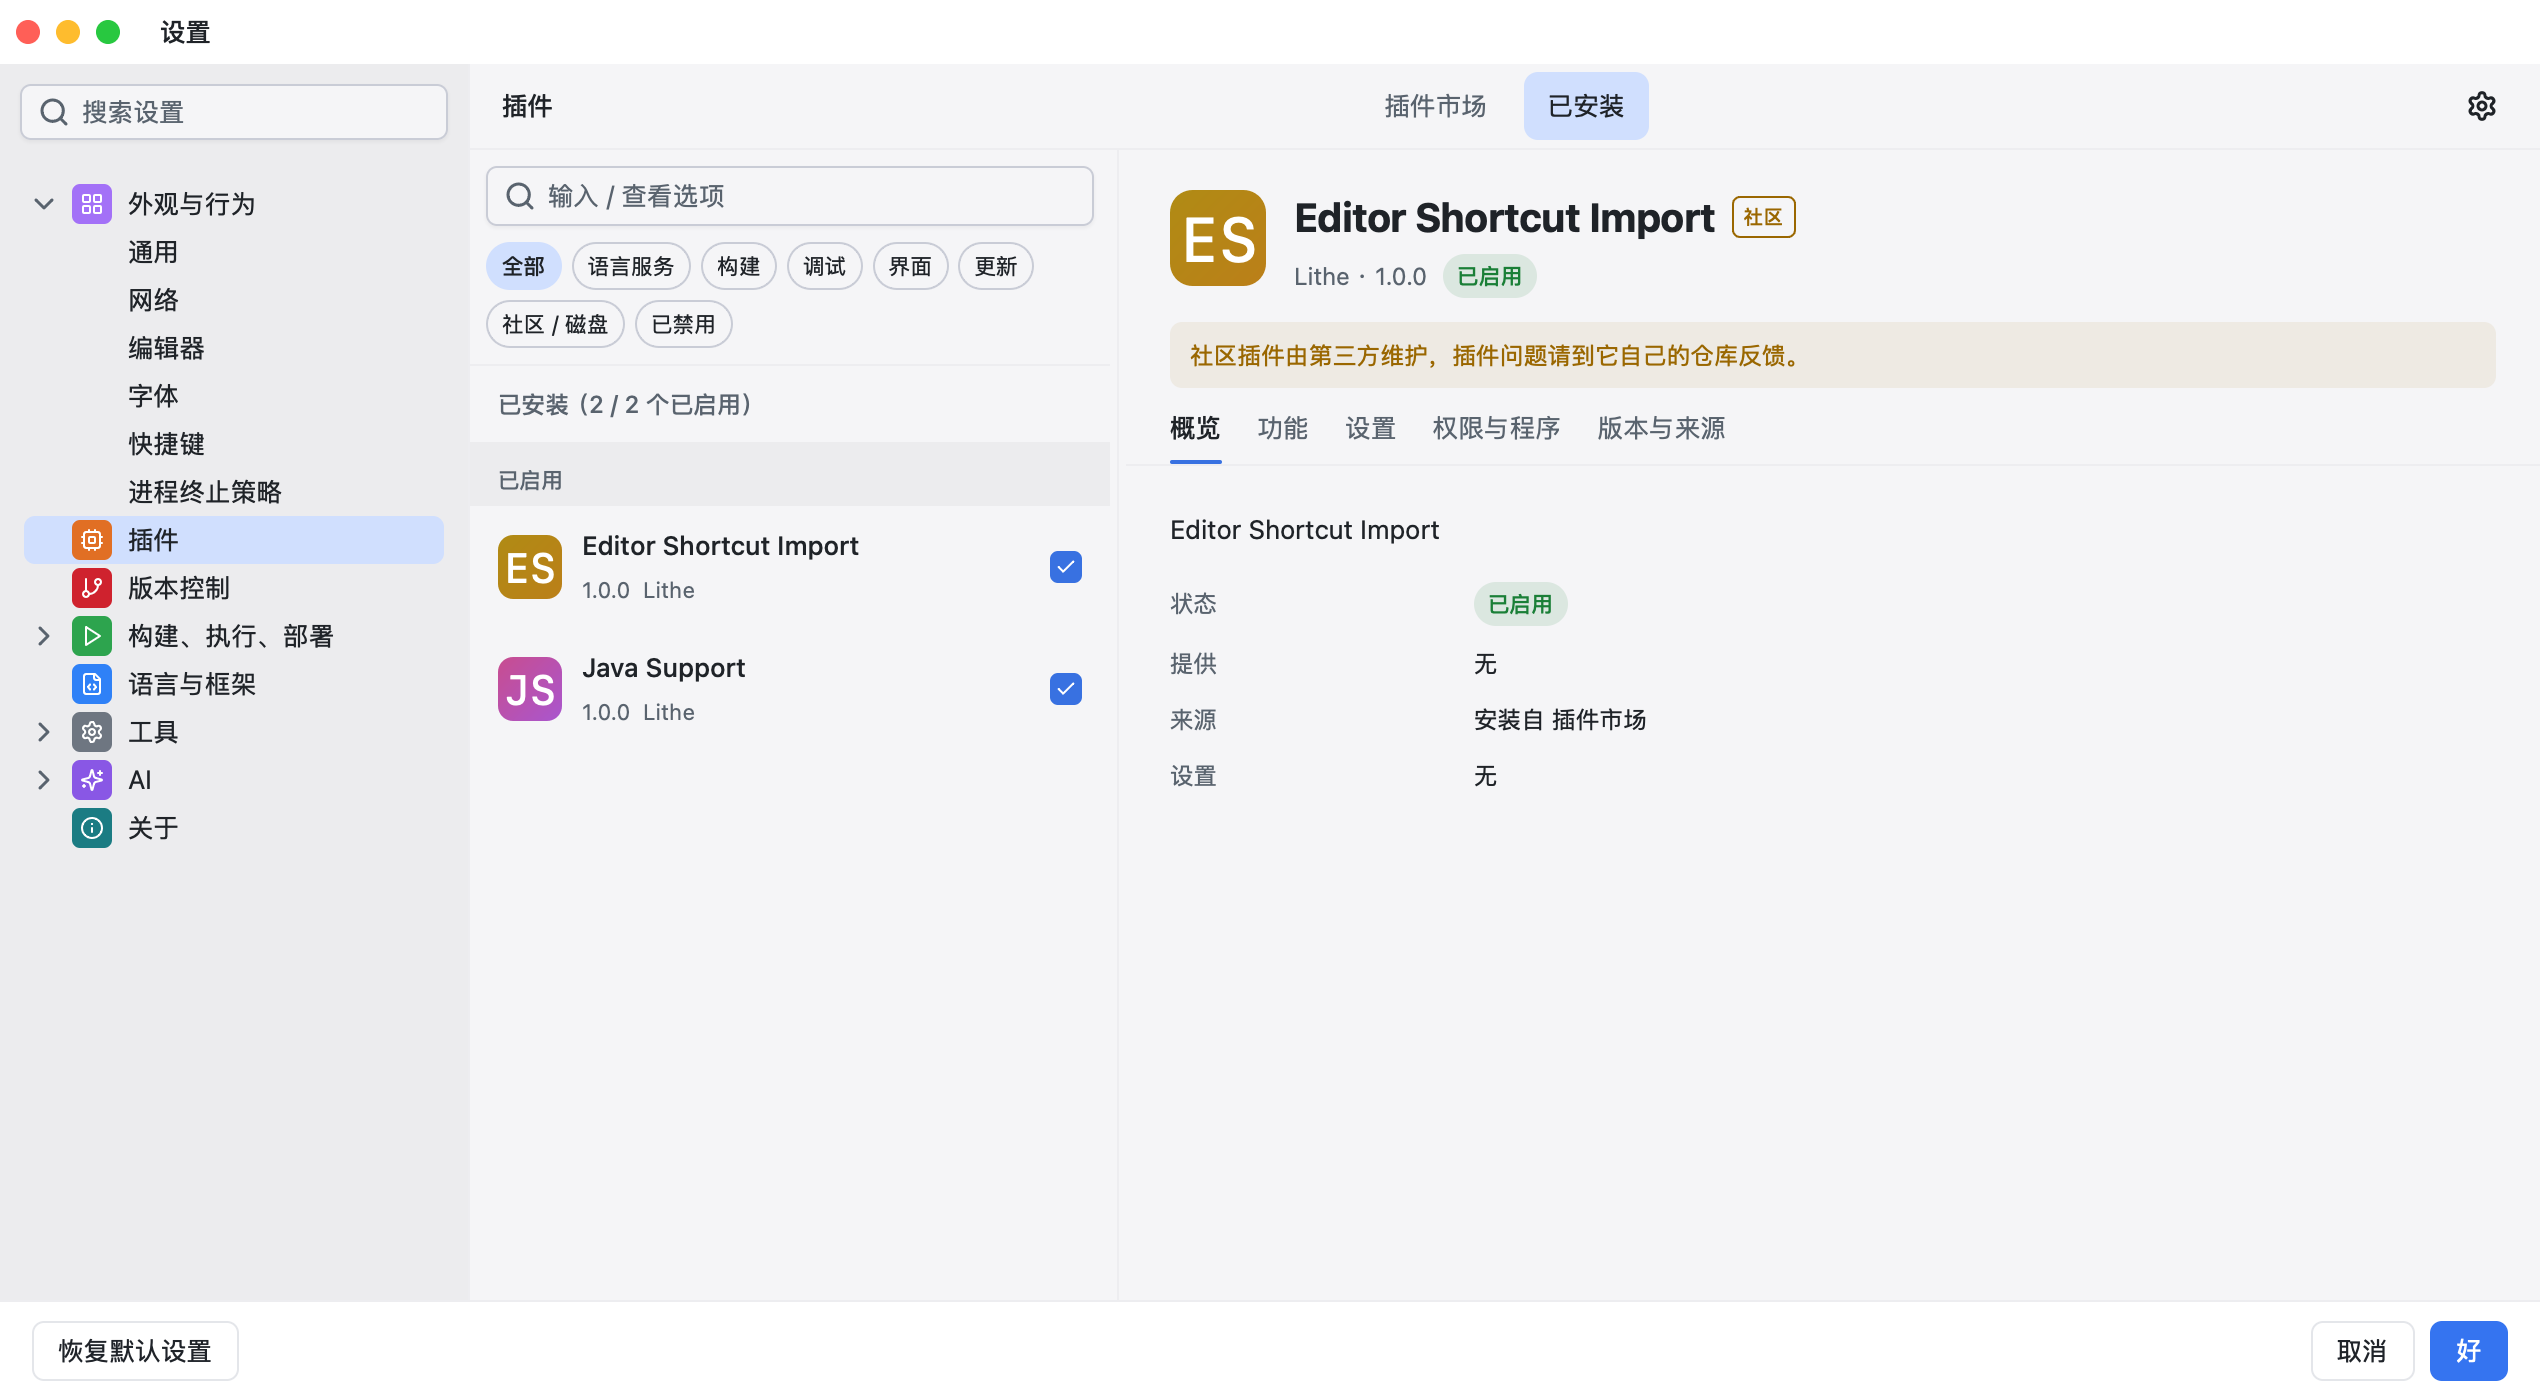 设置
搜索设置
外观与行为
通用
网络
编辑器
字体
快捷键
进程终止策略
插件
版本控制
构建、执行、部署
语言与框架
工具
AI
关于
插件
插件市场
已安装
输入 / 查看选项
全部 语言服务 构建 调试 界面 更新
社区 / 磁盘 已禁用
已安装（2 / 2 个已启用）
已启用
ES
Editor Shortcut Import
1.0.0 Lithe
JS
Java Support
1.0.0 Lithe
ES
Editor Shortcut Import 社区
Lithe · 1.0.0 已启用
社区插件由第三方维护，插件问题请到它自己的仓库反馈。
概览 功能 设置 权限与程序 版本与来源
Editor Shortcut Import
状态 已启用
提供 无
来源 安装自 插件市场
设置 无
恢复默认设置
取消
好